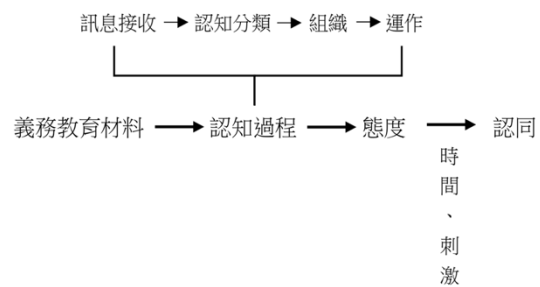 訊息接收 → 認知分類 → 組織 → 運作
義務教育材料 → 認知過程 → 態度 → 認同
時間、刺激